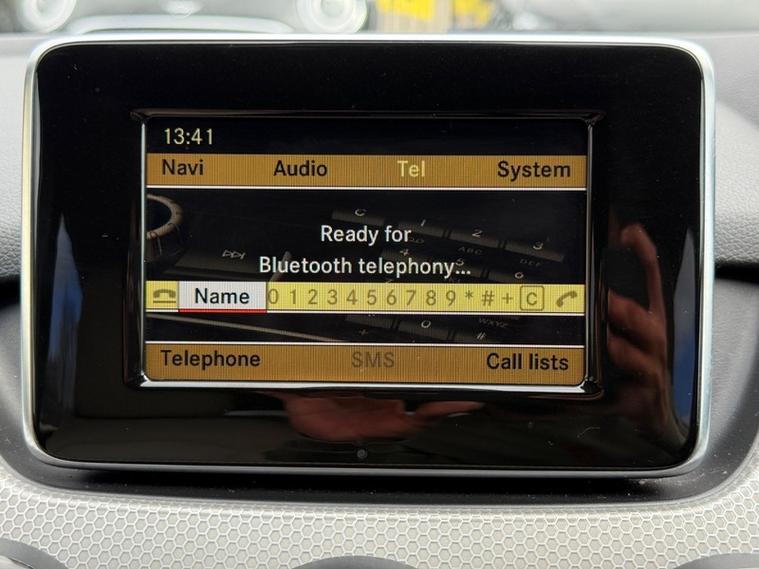 13:41
Navi Audio Tel System
Ready for
Bluetooth telephony...
Name 0 1 2 3 4 5 6 7 8 9 * # + C
Telephone SMS Call lists